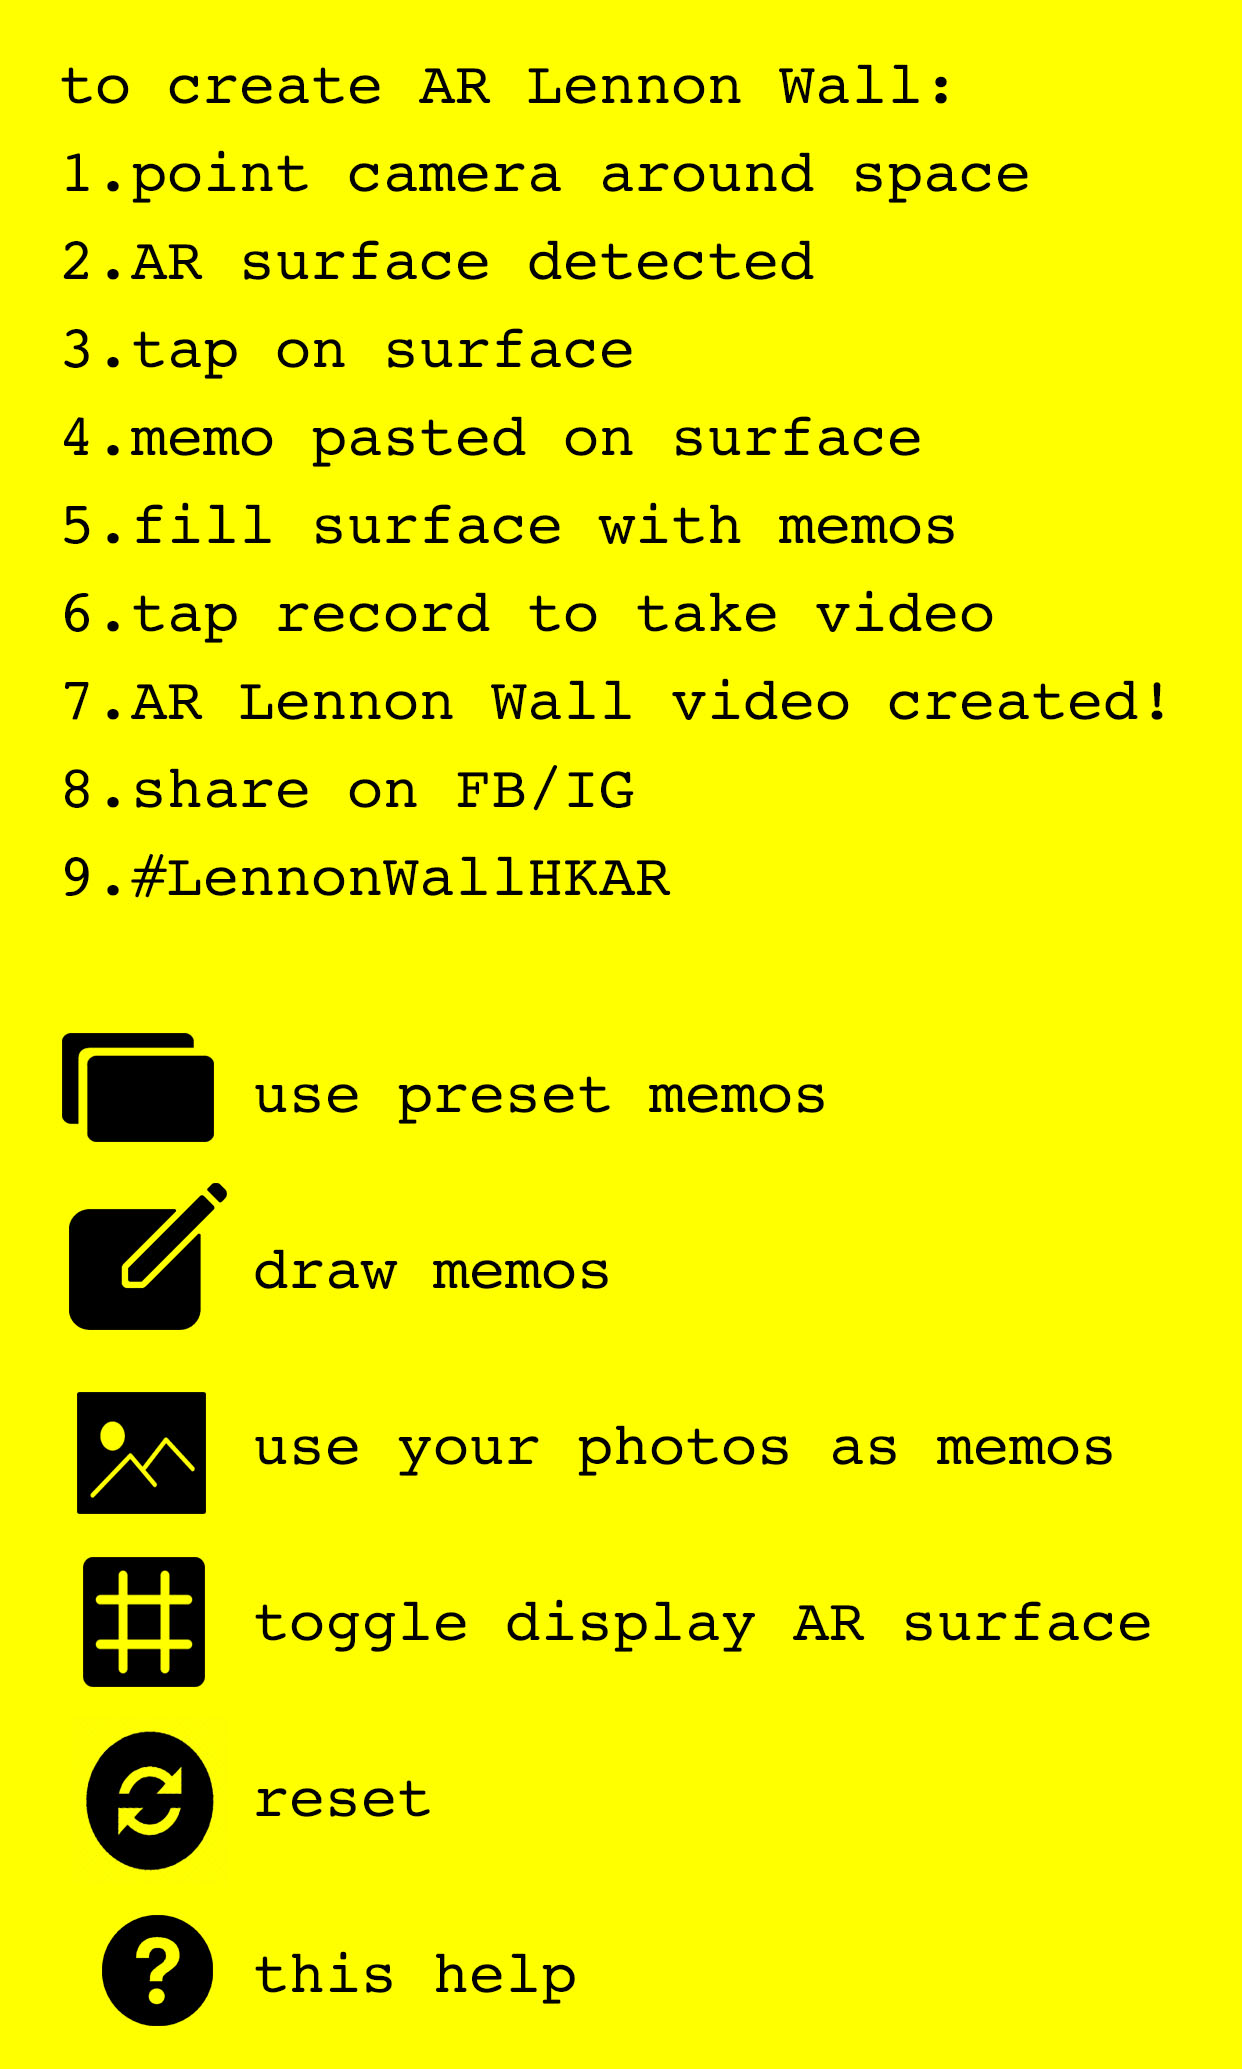 to create AR Lennon Wall:
1.point camera around space
2.AR surface detected
3.tap on surface
4.memo pasted on surface
5.fill surface with memos
6.tap record to take video
7.AR Lennon Wall video created!
8.share on FB/IG
9.#LennonWallHKAR
use preset memos
draw memos
use your photos as memos
toggle display AR surface
reset
? this help